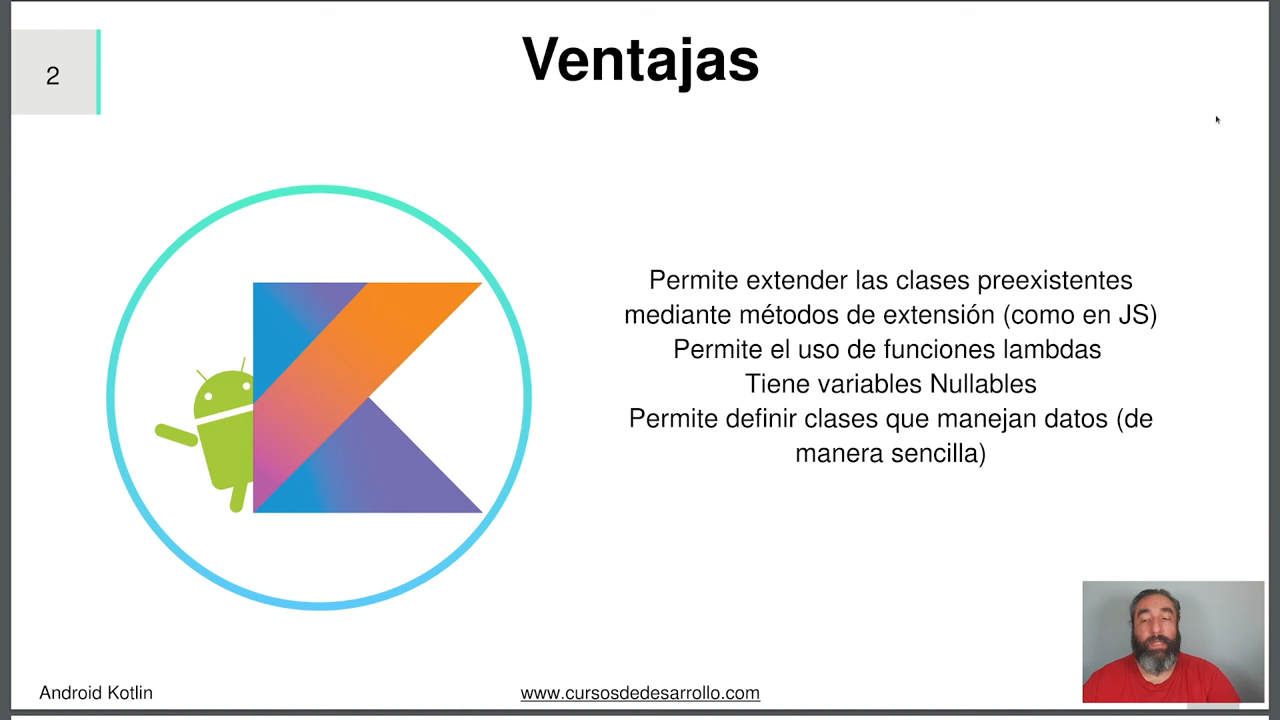 2
Ventajas
Permite extender las clases preexistentes
mediante métodos de extensión (como en JS)
Permite el uso de funciones lambdas
Tiene variables Nullables
Permite definir clases que manejan datos (de
manera sencilla)
Android Kotlin
www.cursosdedesarrollo.com